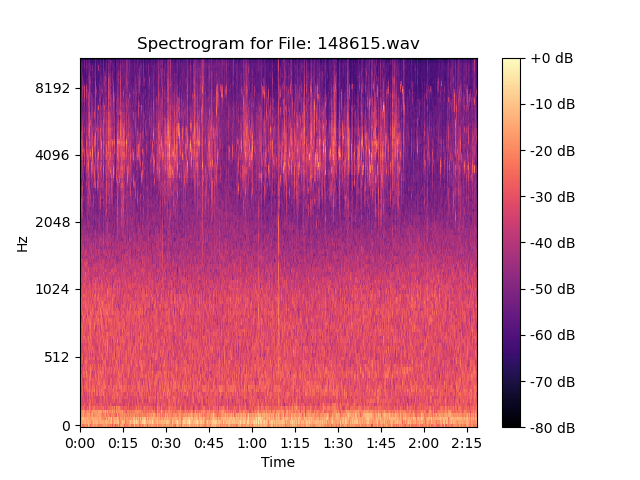 Spectrogram for File: 148615.wav
+0 dB
8192
-10 dB
4096
-20 dB
-30 dB
2048
Hz
-40 dB
1024
-50 dB
512
-60 dB
-70 dB
0
-80 dB
0:00 0:15 0:30 0:45 1:00 1:15 1:30 1:45 2:00 2:15
Time